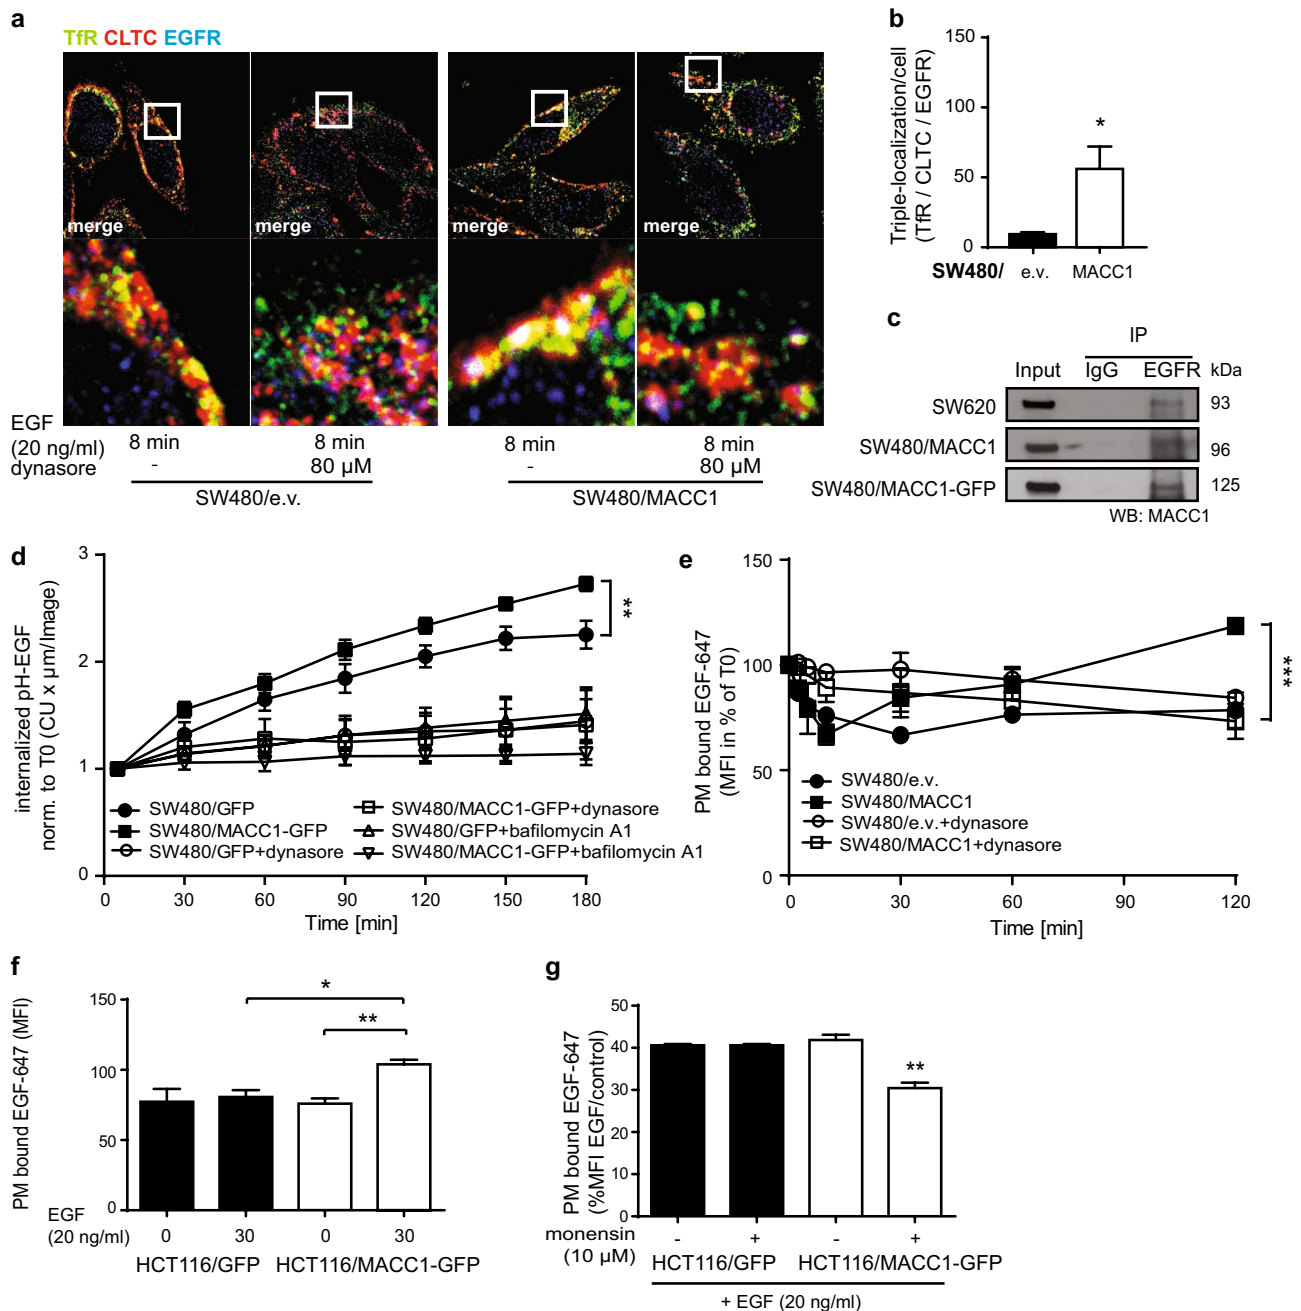 a
TfR CLTC EGFR
merge
merge
merge
merge
EGF
(20 ng/ml)
8 min
8 min
8 min
8 min
dynasore
-
80 µM
-
80 µM
SW480/e.v.
SW480/MACC1
b
Triple-localization/cell
(TfR / CLTC / EGFR)
150
100
50
0
*
SW480/
e.v.
MACC1
c
IP
Input
IgG
EGFR
kDa
SW620
93
SW480/MACC1
96
SW480/MACC1-GFP
125
WB: MACC1
d
internalized pH-EGF
norm. to T0 (CU x µm/Image)
3
2
1
0
**
SW480/GFP
SW480/MACC1-GFP
SW480/GFP+dynasore
SW480/MACC1-GFP+dynasore
SW480/GFP+bafilomycin A1
SW480/MACC1-GFP+bafilomycin A1
0
30
60
90
120
150
180
Time [min]
e
PM bound EGF-647
(MFI in % of T0)
150
100
50
0
***
SW480/e.v.
SW480/MACC1
SW480/e.v.+dynasore
SW480/MACC1+dynasore
0
30
60
90
120
Time [min]
f
PM bound EGF-647 (MFI)
150
100
50
0
*
**
EGF
(20 ng/ml)
0
30
0
30
HCT116/GFP
HCT116/MACC1-GFP
g
PM bound EGF-647
(%MFI EGF/control)
50
40
30
20
10
0
**
monensin
(10 µM)
-
+
-
+
HCT116/GFP
HCT116/MACC1-GFP
+ EGF (20 ng/ml)